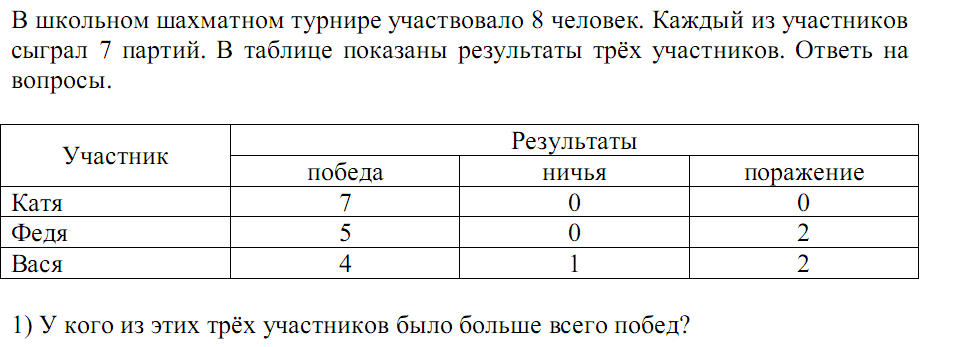 В школьном шахматном турнире участвовало 8 человек. Каждый из участников
сыграл 7 партий. В таблице показаны результаты трёх участников. Ответь на
вопросы.
Участник Результаты
победа ничья поражение
Катя 7 0 0
Федя 5 0 2
Вася 4 1 2
1) У кого из этих трёх участников было больше всего побед?